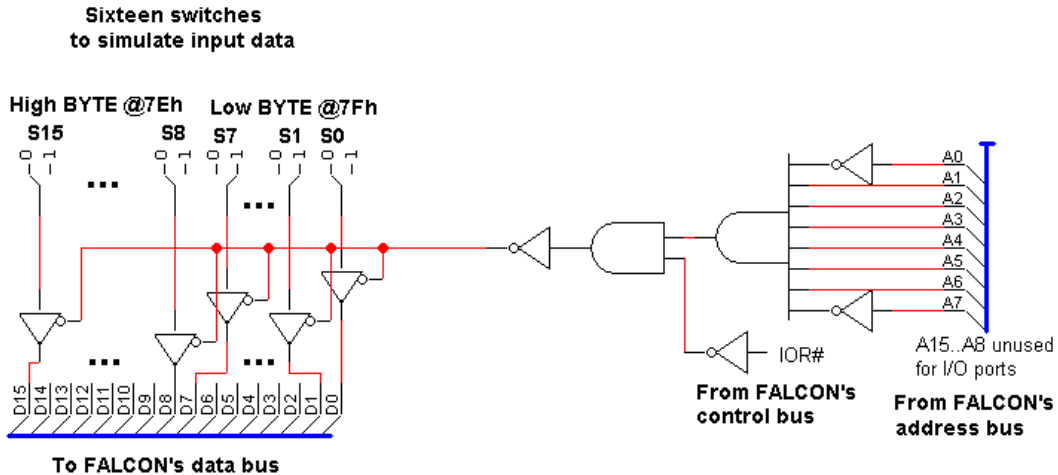 Sixteen switches
to simulate input data
High BYTE @7Eh Low BYTE @7Fh
S15 S8 S7 S1 S0
0 1 0 1 0 1 0 1 0 1
...
...
A0
A1
A2
A3
A4
A5
A6
A7
...
...
D15 D14 D13 D12 D11 D10 D9 D8 D7 D6 D5 D4 D3 D2 D1 D0
IOR#
A15..A8 unused
for I/O ports
From FALCON's
control bus
From FALCON's
address bus
To FALCON's data bus